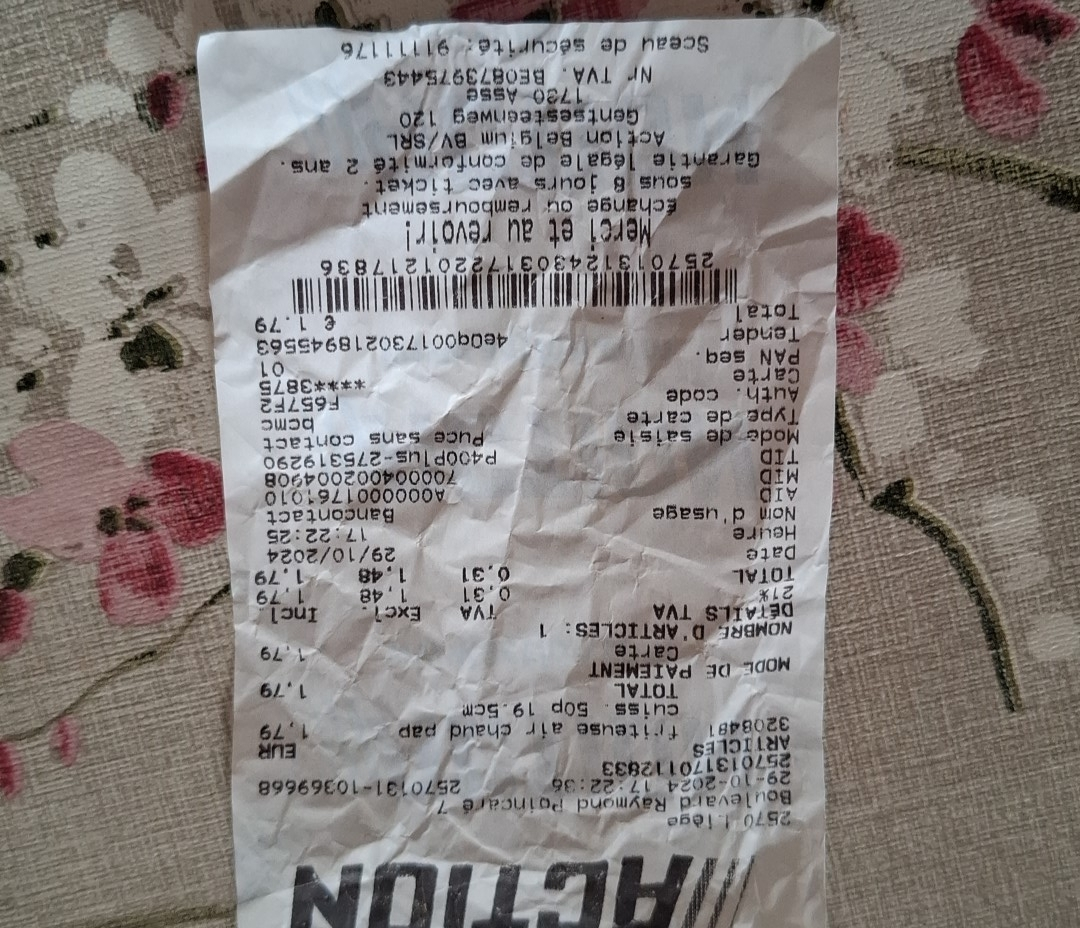 ACTION
2570 Liège
Boulevard Raymond Poincaré 7
29-10-2024 17:22:36 2570131-10369668
2570131701112833
ARTICLES EUR
3208481 friteuse air chaud pap 1,79
cuiss. 50p 19.5cm
TOTAL 1,79
MODE DE PAIEMENT
Carte 1,79
NOMBRE D'ARTICLES: 1
DÉTAILS TVA TVA Excl. Incl.
21% 0,31 1,48 1,79
TOTAL 0,31 1,48 1,79
Date 29/10/2024
Heure 17:22:25
Nom d'usage Bancontact
AID A0000001761010
MID 700004002004908
TID P400Plus-275319290
Mode de saisie Puce sans contact
Type de carte bcmc
Auth. code F657F2
Carte ****3875
PAN seq. 01
Tender 4e0q001730218945563
Total € 1.79
Merci et au revoir!
Échange ou remboursement
sous 8 jours avec ticket.
Garantie légale de conformité 2 ans.
Action Belgium BV/SRL
Gentsesteenweg 120
1730 Asse
Nr TVA. BE0873975443
Sceau de sécurité: 91111176